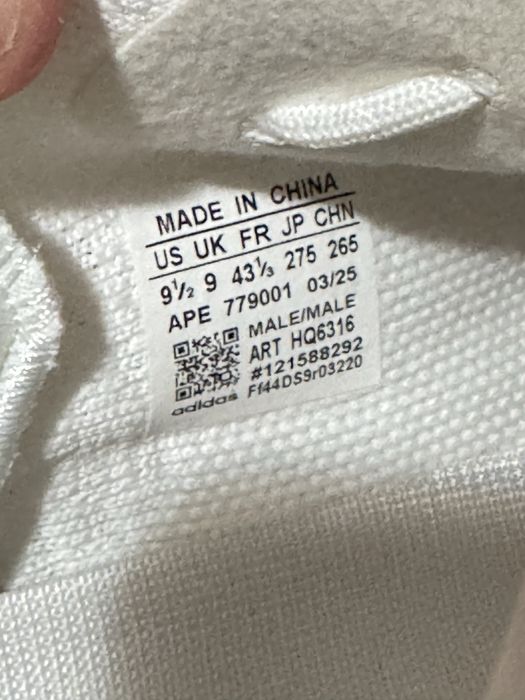 MADE IN CHINA
US UK FR JP CHN
9½ 9 43⅓ 275 265
APE 779001 03/25
MALE/MALE
ART HQ6316
#121588292
Ff44DS9r03220
adidas